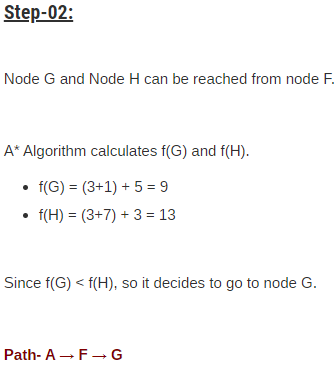 Step-02:
Node G and Node H can be reached from node F.
A* Algorithm calculates f(G) and f(H).
• f(G) = (3+1) + 5 = 9
• f(H) = (3+7) + 3 = 13
Since f(G) < f(H), so it decides to go to node G.
Path- A → F → G